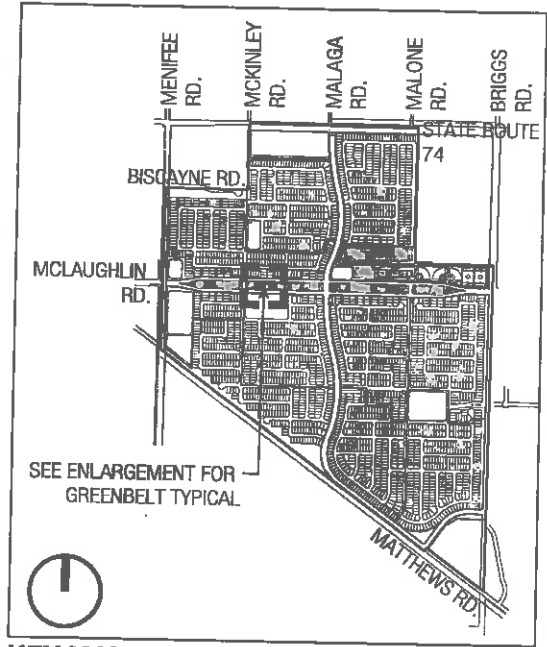 MENIFEE
RD.
MCKINLEY
RD.
MALAGA
RD.
MALONE
RD.
BRIGGS
RD.
STATE ROUTE
74
BISCAYNE RD.
MCLAUGHLIN
RD.
SEE ENLARGEMENT FOR
GREENBELT TYPICAL
MATTHEWS RD.